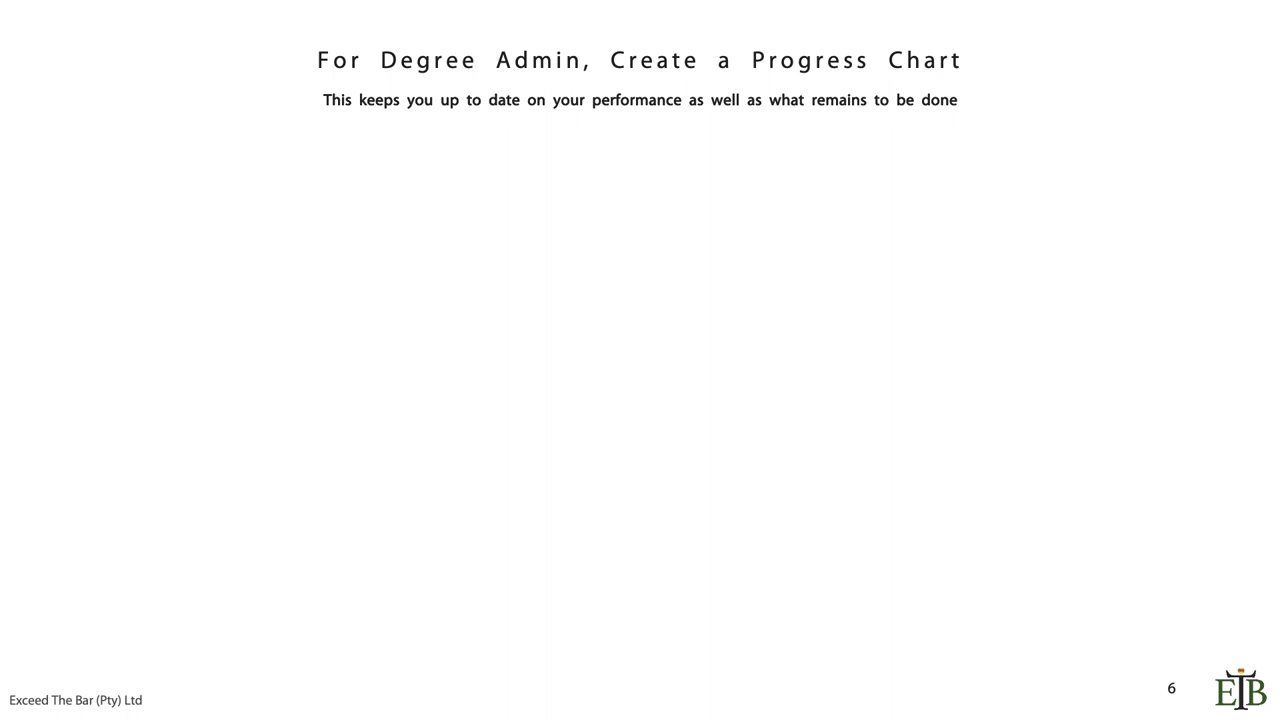 For Degree Admin, Create a Progress Chart
This keeps you up to date on your performance as well as what remains to be done
Exceed The Bar (Pty) Ltd
6
ETB